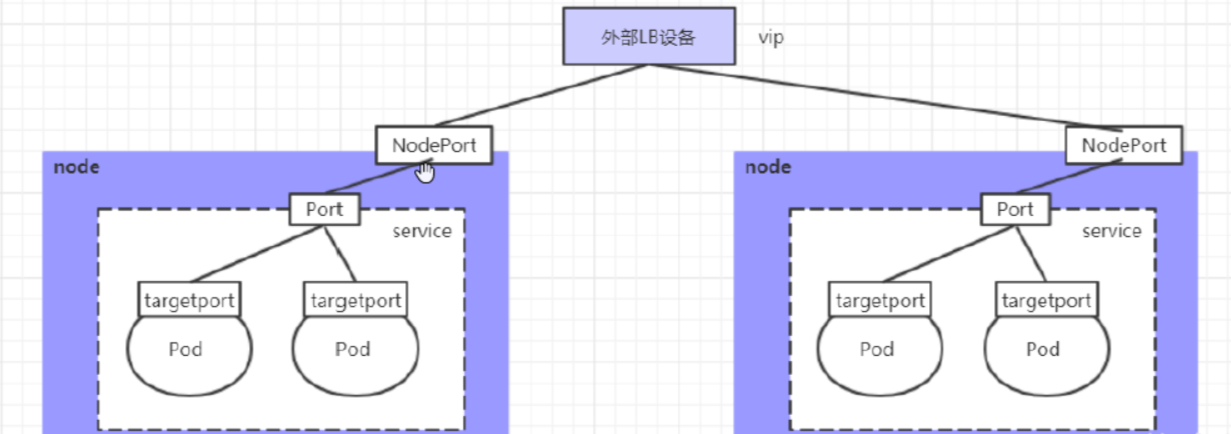 外部LB设备
vip
NodePort
NodePort
node
node
Port
Port
service
service
targetport
targetport
targetport
targetport
Pod
Pod
Pod
Pod